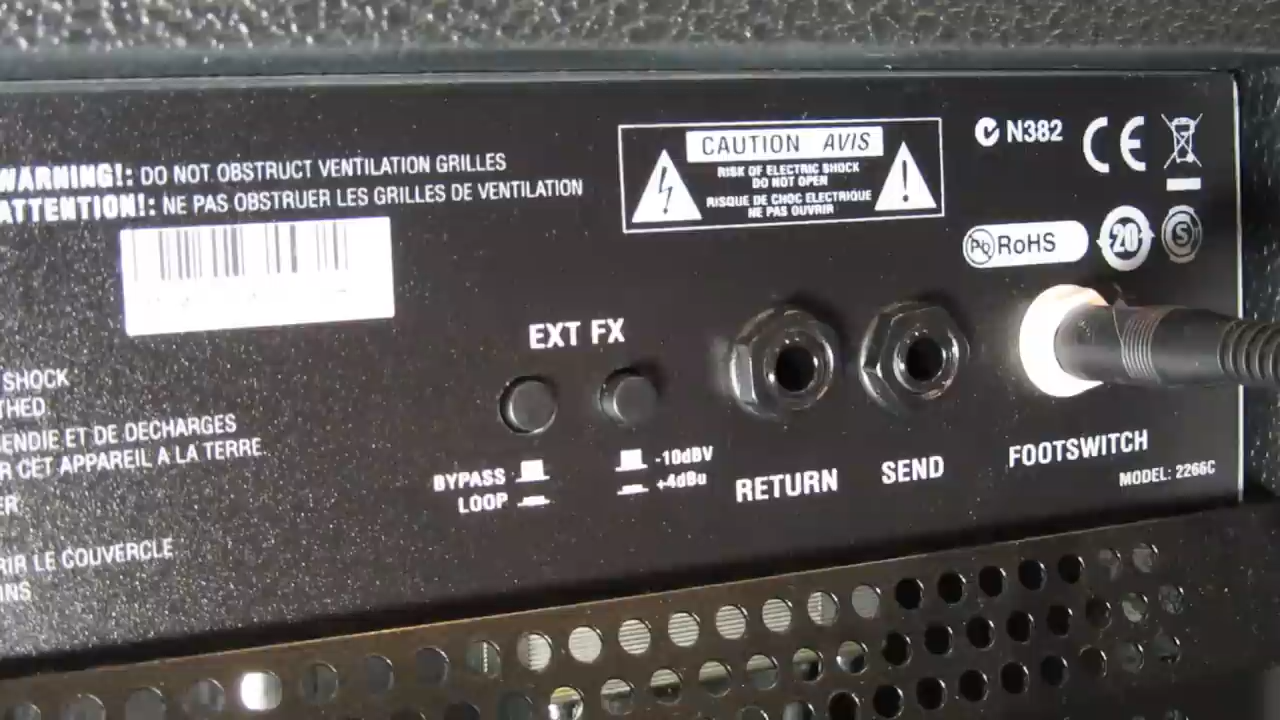 WARNING!: DO NOT OBSTRUCT VENTILATION GRILLES
ATTENTION!: NE PAS OBSTRUER LES GRILLES DE VENTILATION
CAUTION AVIS
RISK OF ELECTRIC SHOCK
DO NOT OPEN
RISQUE DE CHOC ELECTRIQUE
NE PAS OUVRIR
N382
CE
Pb RoHS
20
S
SHOCK
THED
ENDIE ET DE DECHARGES
R CET APPAREIL A LA TERRE.
ER
RIR LE COUVERCLE
INS
EXT FX
BYPASS
LOOP
-10dBV
+4dBu
RETURN
SEND
FOOTSWITCH
MODEL: 2266C